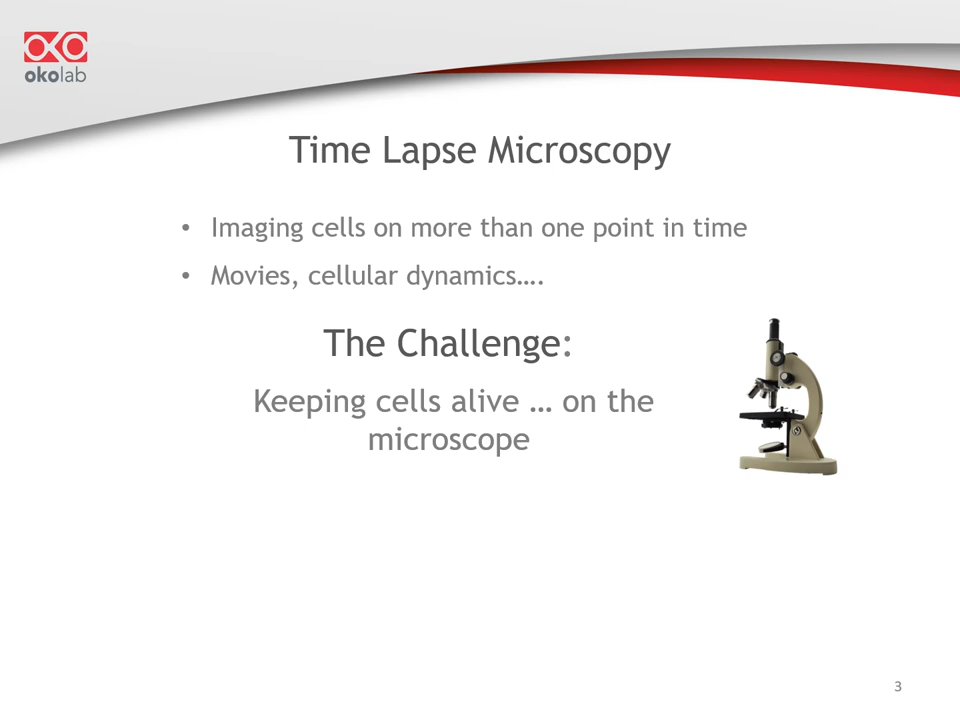 okolab
Time Lapse Microscopy
• Imaging cells on more than one point in time
• Movies, cellular dynamics….
The Challenge:
Keeping cells alive … on the
microscope
3